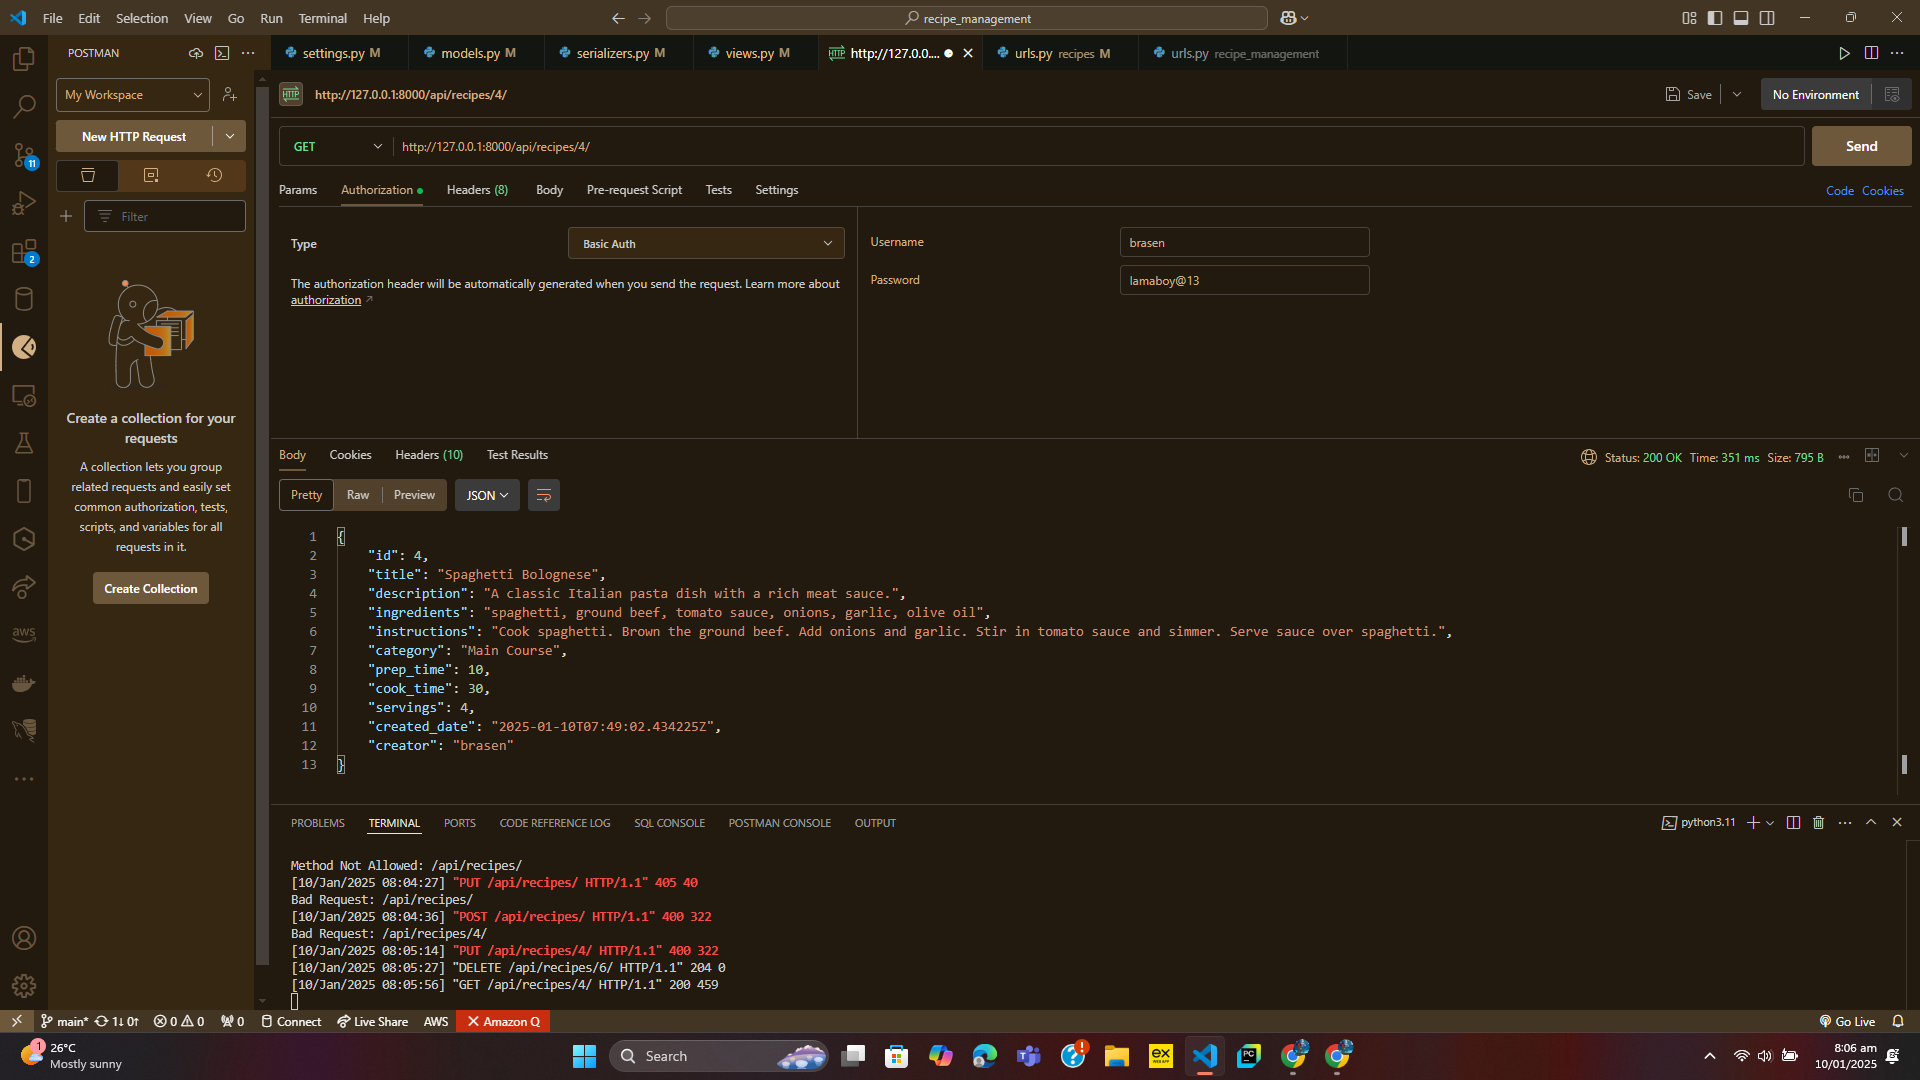 File Edit Selection View Go Run Terminal Help
recipe_management
POSTMAN
settings.py M
models.py M
serializers.py M
views.py M
http://127.0.0....
urls.py recipes M
urls.py recipe_management
My Workspace
HTTP http://127.0.0.1:8000/api/recipes/4/
Save
No Environment
New HTTP Request
GET
http://127.0.0.1:8000/api/recipes/4/
Send
11
Params Authorization Headers (8) Body Pre-request Script Tests Settings
Code Cookies
Filter
2
Type
Basic Auth
Username
brasen
The authorization header will be automatically generated when you send the request. Learn more about
authorization
Password
lamaboy@13
Create a collection for your
requests
A collection lets you group
related requests and easily set
common authorization, tests,
scripts, and variables for all
requests in it.
Create Collection
aws
Body Cookies Headers (10) Test Results
Status: 200 OK Time: 351 ms Size: 795 B
Pretty Raw Preview JSON
1 {
2 "id": 4,
3 "title": "Spaghetti Bolognese",
4 "description": "A classic Italian pasta dish with a rich meat sauce.",
5 "ingredients": "spaghetti, ground beef, tomato sauce, onions, garlic, olive oil",
6 "instructions": "Cook spaghetti. Brown the ground beef. Add onions and garlic. Stir in tomato sauce and simmer. Serve sauce over spaghetti.",
7 "category": "Main Course",
8 "prep_time": 10,
9 "cook_time": 30,
10 "servings": 4,
11 "created_date": "2025-01-10T07:49:02.434225Z",
12 "creator": "brasen"
13 }
PROBLEMS TERMINAL PORTS CODE REFERENCE LOG SQL CONSOLE POSTMAN CONSOLE OUTPUT
python3.11
Method Not Allowed: /api/recipes/
[10/Jan/2025 08:04:27] "PUT /api/recipes/ HTTP/1.1" 405 40
Bad Request: /api/recipes/
[10/Jan/2025 08:04:36] "POST /api/recipes/ HTTP/1.1" 400 322
Bad Request: /api/recipes/4/
[10/Jan/2025 08:05:14] "PUT /api/recipes/4/ HTTP/1.1" 400 322
[10/Jan/2025 08:05:27] "DELETE /api/recipes/6/ HTTP/1.1" 204 0
[10/Jan/2025 08:05:56] "GET /api/recipes/4/ HTTP/1.1" 200 459
main* 1↓ 0↑ 0 0 0 Connect Live Share AWS Amazon Q
Go Live
1
26°C
Mostly sunny
Search
EX
PC
8:06 am
10/01/2025